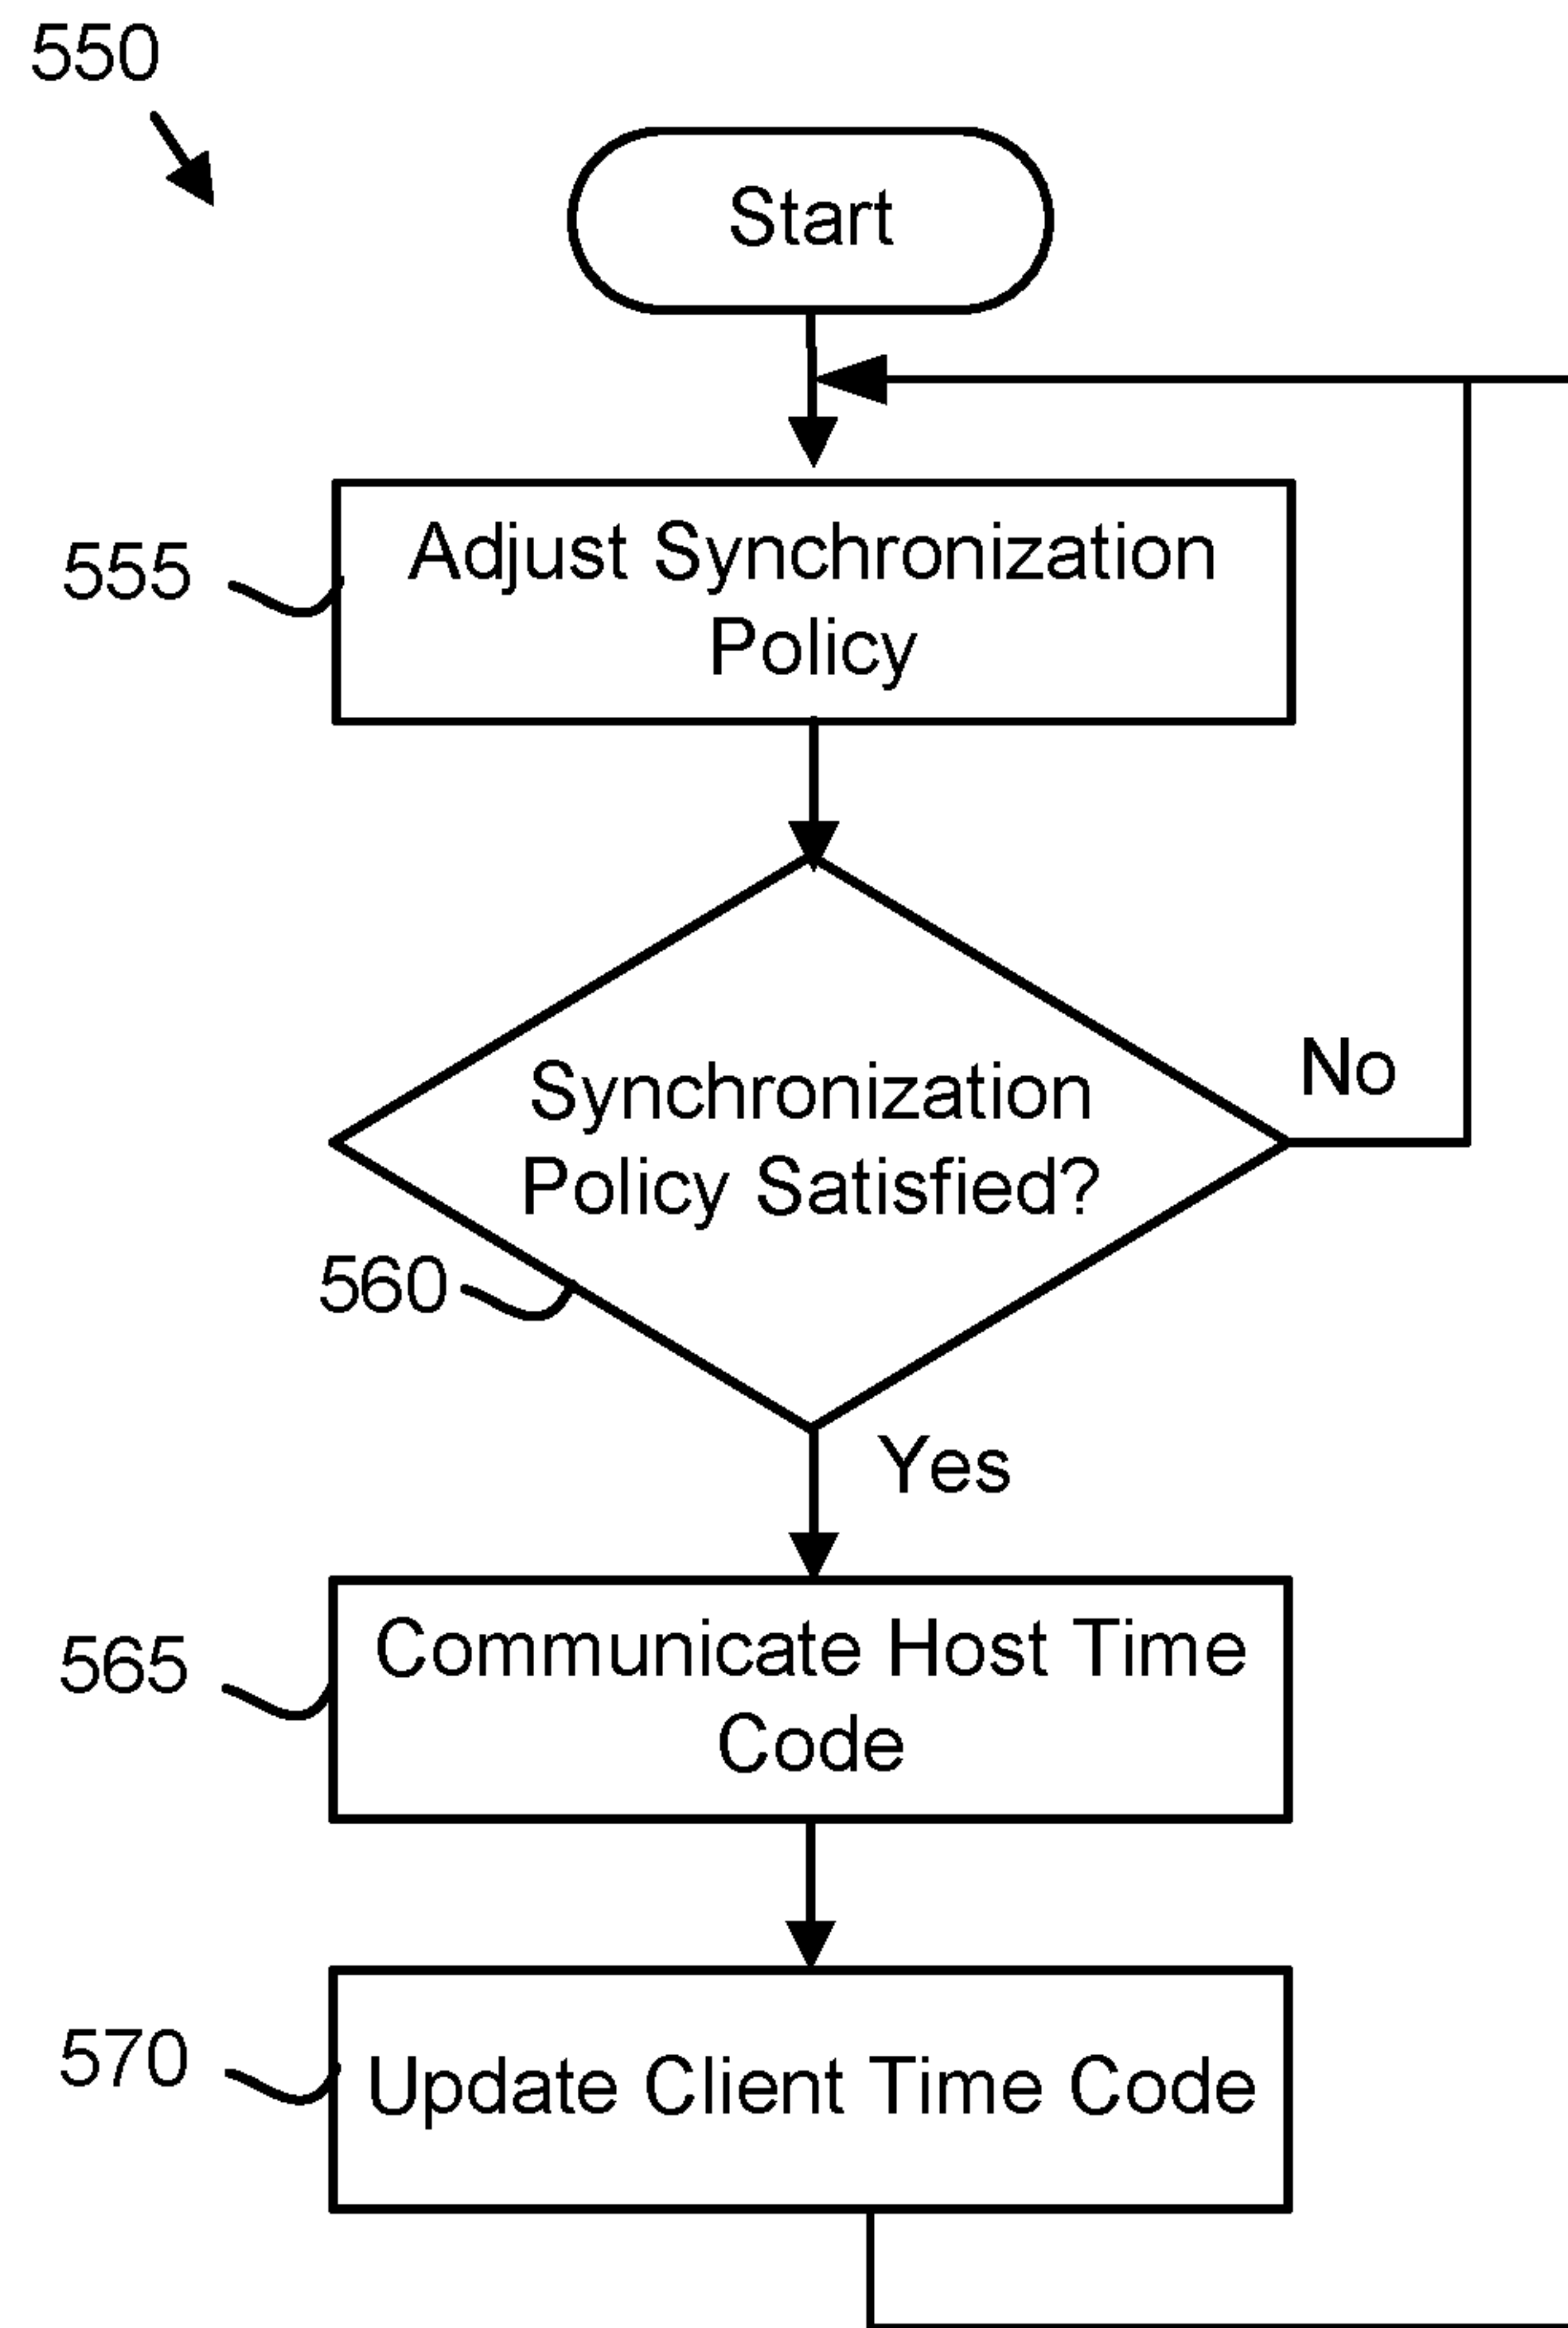 550
Start
555
Adjust Synchronization
Policy
Synchronization
Policy Satisfied?
No
560
Yes
565
Communicate Host Time
Code
570
Update Client Time Code